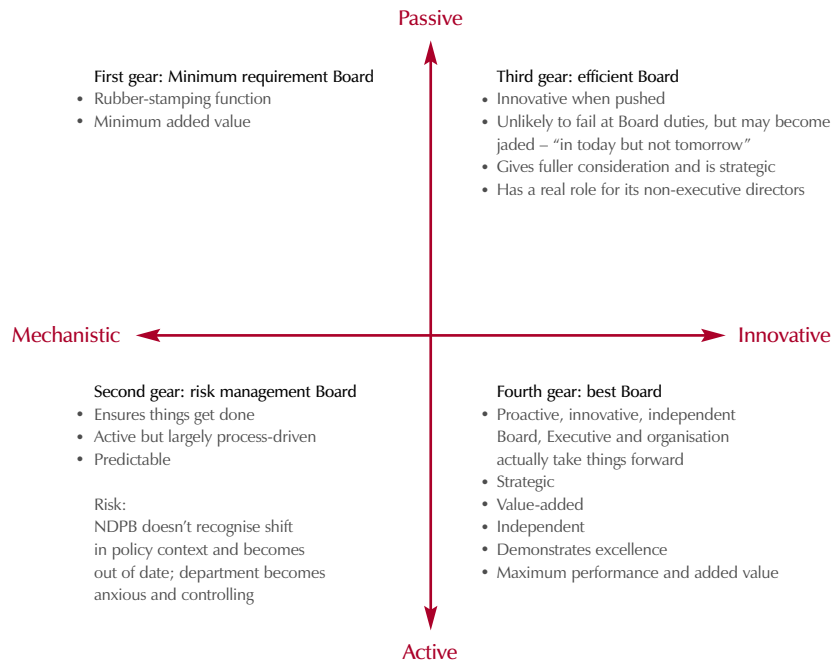 Passive
First gear: Minimum requirement Board
• Rubber-stamping function
• Minimum added value
Third gear: efficient Board
• Innovative when pushed
• Unlikely to fail at Board duties, but may become
jaded – “in today but not tomorrow”
• Gives fuller consideration and is strategic
• Has a real role for its non-executive directors
Mechanistic
Innovative
Second gear: risk management Board
• Ensures things get done
• Active but largely process-driven
• Predictable
Risk:
NDPB doesn’t recognise shift
in policy context and becomes
out of date; department becomes
anxious and controlling
Fourth gear: best Board
• Proactive, innovative, independent
Board, Executive and organisation
actually take things forward
• Strategic
• Value-added
• Independent
• Demonstrates excellence
• Maximum performance and added value
Active